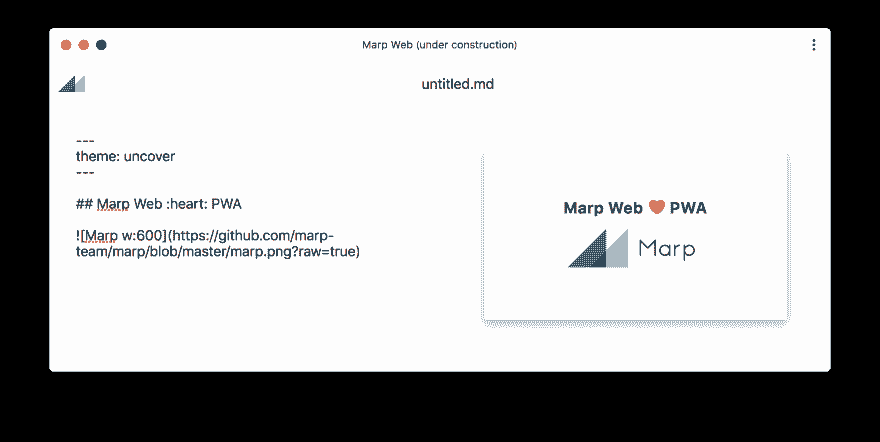 Marp Web (under construction)
untitled.md
---
theme: uncover
---
## Marp Web :heart: PWA
![Marp w:600](https://github.com/marp-
team/marp/blob/master/marp.png?raw=true)
Marp Web ❤ PWA
Marp